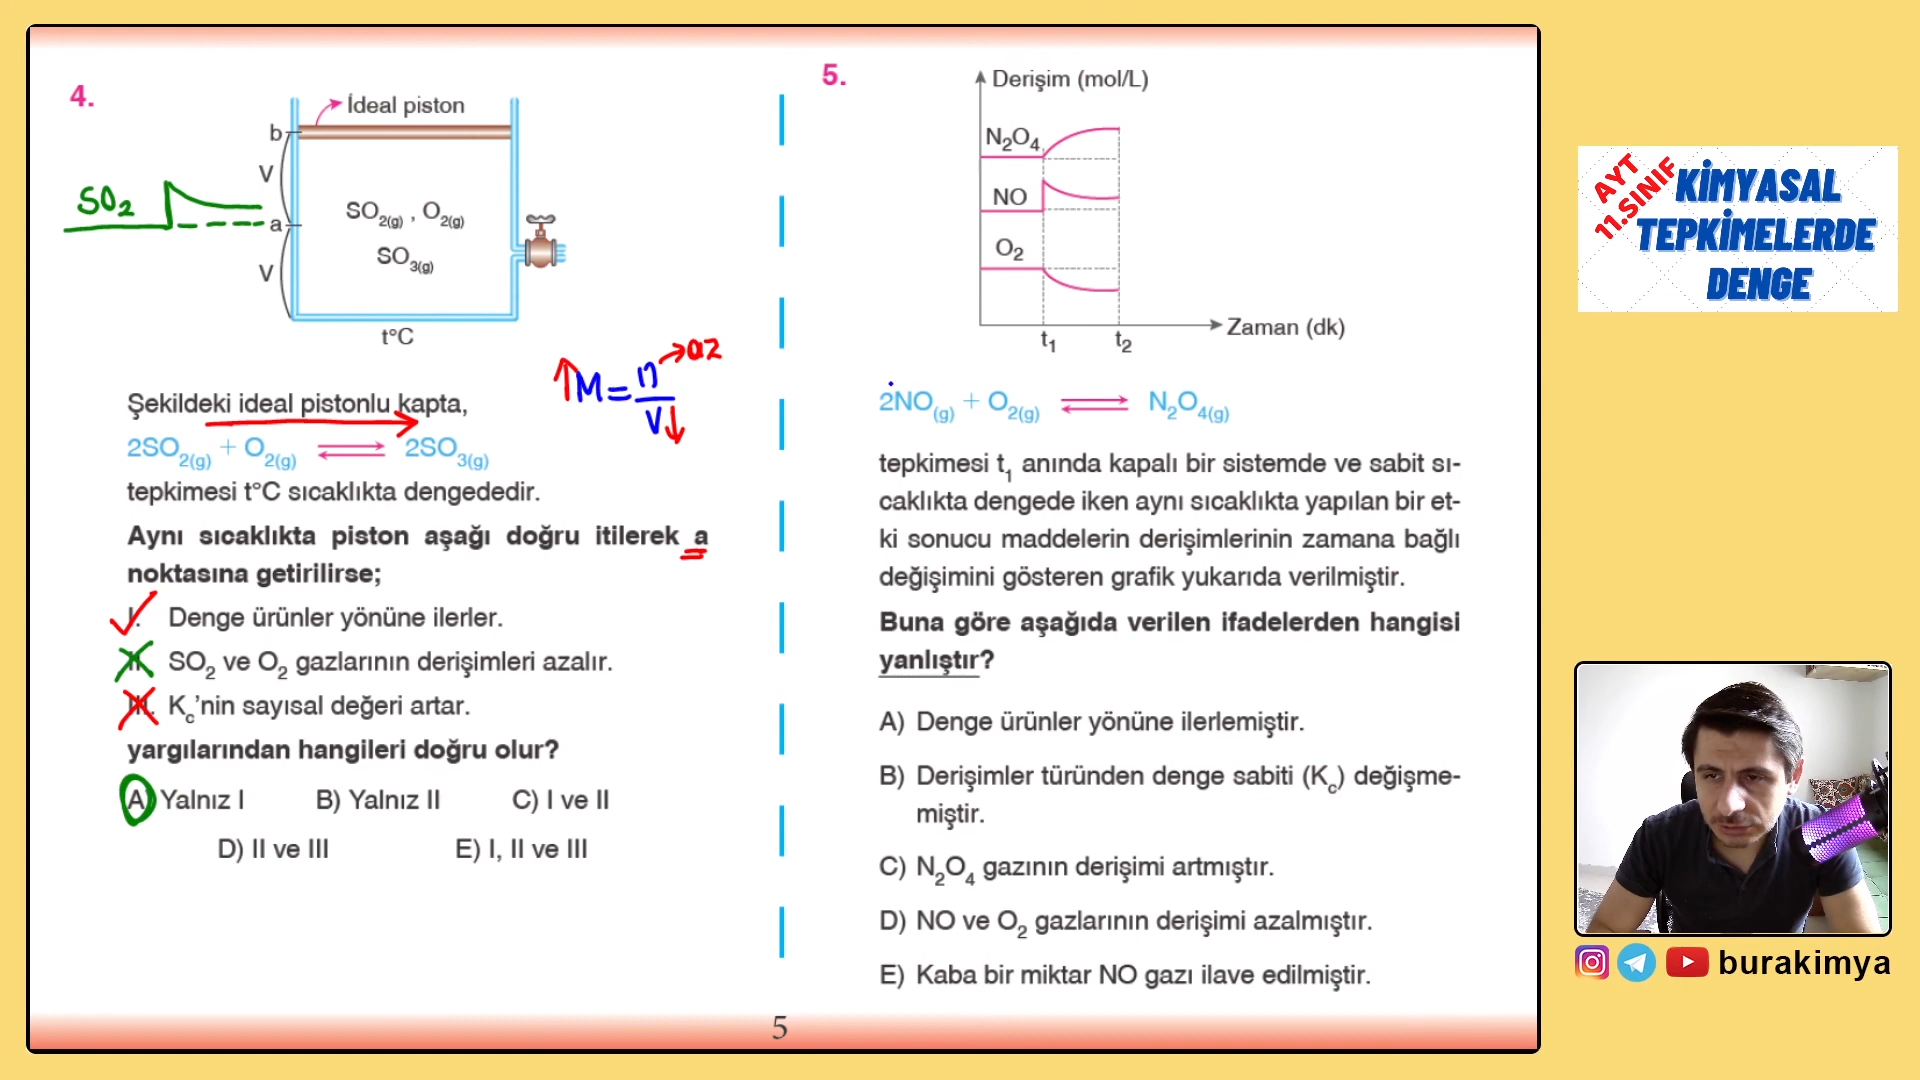 4.
İdeal piston
b
V
SO2
a
SO2(g) , O2(g)
SO3(g)
V
t°C
M = n/V
az
Şekildeki ideal pistonlu kapta,
2SO2(g) + O2(g) ⇌ 2SO3(g)
tepkimesi t°C sıcaklıkta dengededir.
Aynı sıcaklıkta piston aşağı doğru itilerek a
noktasına getirilirse;
I. Denge ürünler yönüne ilerler.
II. SO2 ve O2 gazlarının derişimleri azalır.
III. Kc'nin sayısal değeri artar.
yargılarından hangileri doğru olur?
A) Yalnız I B) Yalnız II C) I ve II
D) II ve III E) I, II ve III
5.
Derişim (mol/L)
N2O4
NO
O2
Zaman (dk)
t1 t2
2NO(g) + O2(g) ⇌ N2O4(g)
tepkimesi t1 anında kapalı bir sistemde ve sabit sı-
caklıkta dengede iken aynı sıcaklıkta yapılan bir et-
ki sonucu maddelerin derişimlerinin zamana bağlı
değişimini gösteren grafik yukarıda verilmiştir.
Buna göre aşağıda verilen ifadelerden hangisi
yanlıştır?
A) Denge ürünler yönüne ilerlemiştir.
B) Derişimler türünden denge sabiti (Kc) değişme-
miştir.
C) N2O4 gazının derişimi artmıştır.
D) NO ve O2 gazlarının derişimi azalmıştır.
E) Kaba bir miktar NO gazı ilave edilmiştir.
5
AYT
11.SINIF
KİMYASAL
TEPKİMELERDE
DENGE
burakimya